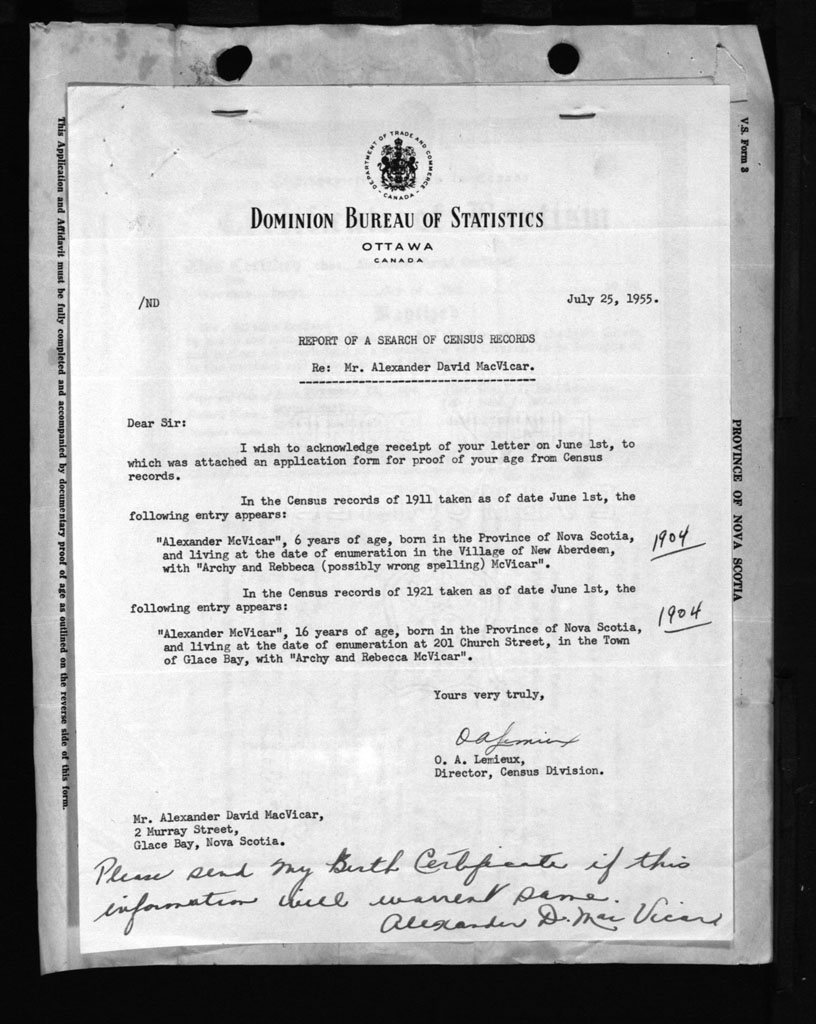 DEPARTMENT OF TRADE AND COMMERCE
CANADA
DOMINION BUREAU OF STATISTICS
OTTAWA
CANADA
/ND
July 25, 1955.
REPORT OF A SEARCH OF CENSUS RECORDS
Re: Mr. Alexander David MacVicar.
Dear Sir:
I wish to acknowledge receipt of your letter on June 1st, to
which was attached an application form for proof of your age from Census
records.
In the Census records of 1911 taken as of date June 1st, the
following entry appears:
"Alexander McVicar", 6 years of age, born in the Province of Nova Scotia,
and living at the date of enumeration in the Village of New Aberdeen,
with "Archy and Rebbeca (possibly wrong spelling) McVicar".
1904
In the Census records of 1921 taken as of date June 1st, the
following entry appears:
"Alexander McVicar", 16 years of age, born in the Province of Nova Scotia,
and living at the date of enumeration at 201 Church Street, in the Town
of Glace Bay, with "Archy and Rebecca McVicar".
1904
Yours very truly,
O A Lemieux
O. A. Lemieux,
Director, Census Division.
Mr. Alexander David MacVicar,
2 Murray Street,
Glace Bay, Nova Scotia.
Please send my Birth Certificate if this
information will warrent same.
Alexander D. Mac Vicar
This Application and Affidavit must be fully completed and accompanied by documentary proof of age as outlined on the reverse side of this form.
V.S. Form 3
PROVINCE OF NOVA SCOTIA